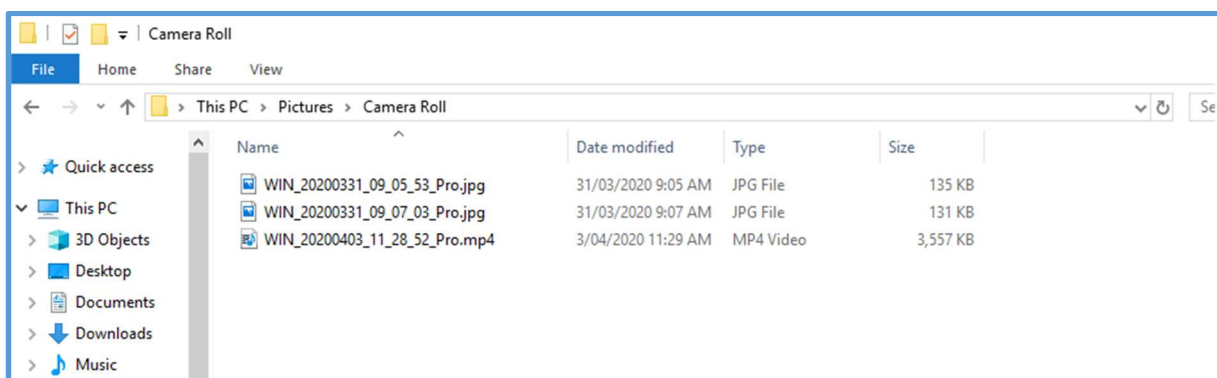 Camera Roll
File Home Share View
This PC > Pictures > Camera Roll Se
Name Date modified Type Size
Quick access
WIN_20200331_09_05_53_Pro.jpg 31/03/2020 9:05 AM JPG File 135 KB
This PC
WIN_20200331_09_07_03_Pro.jpg 31/03/2020 9:07 AM JPG File 131 KB
3D Objects
WIN_20200403_11_28_52_Pro.mp4 3/04/2020 11:29 AM MP4 Video 3,557 KB
Desktop
Documents
Downloads
Music